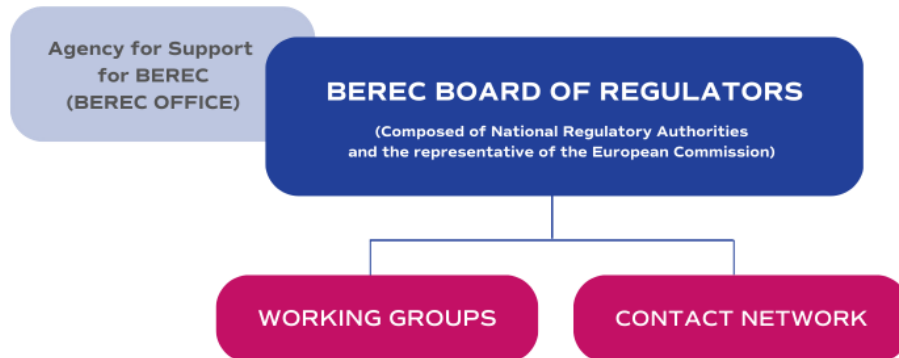 Agency for Support
for BEREC
(BEREC OFFICE)
BEREC BOARD OF REGULATORS
(Composed of National Regulatory Authorities
and the representative of the European Commission)
WORKING GROUPS
CONTACT NETWORK